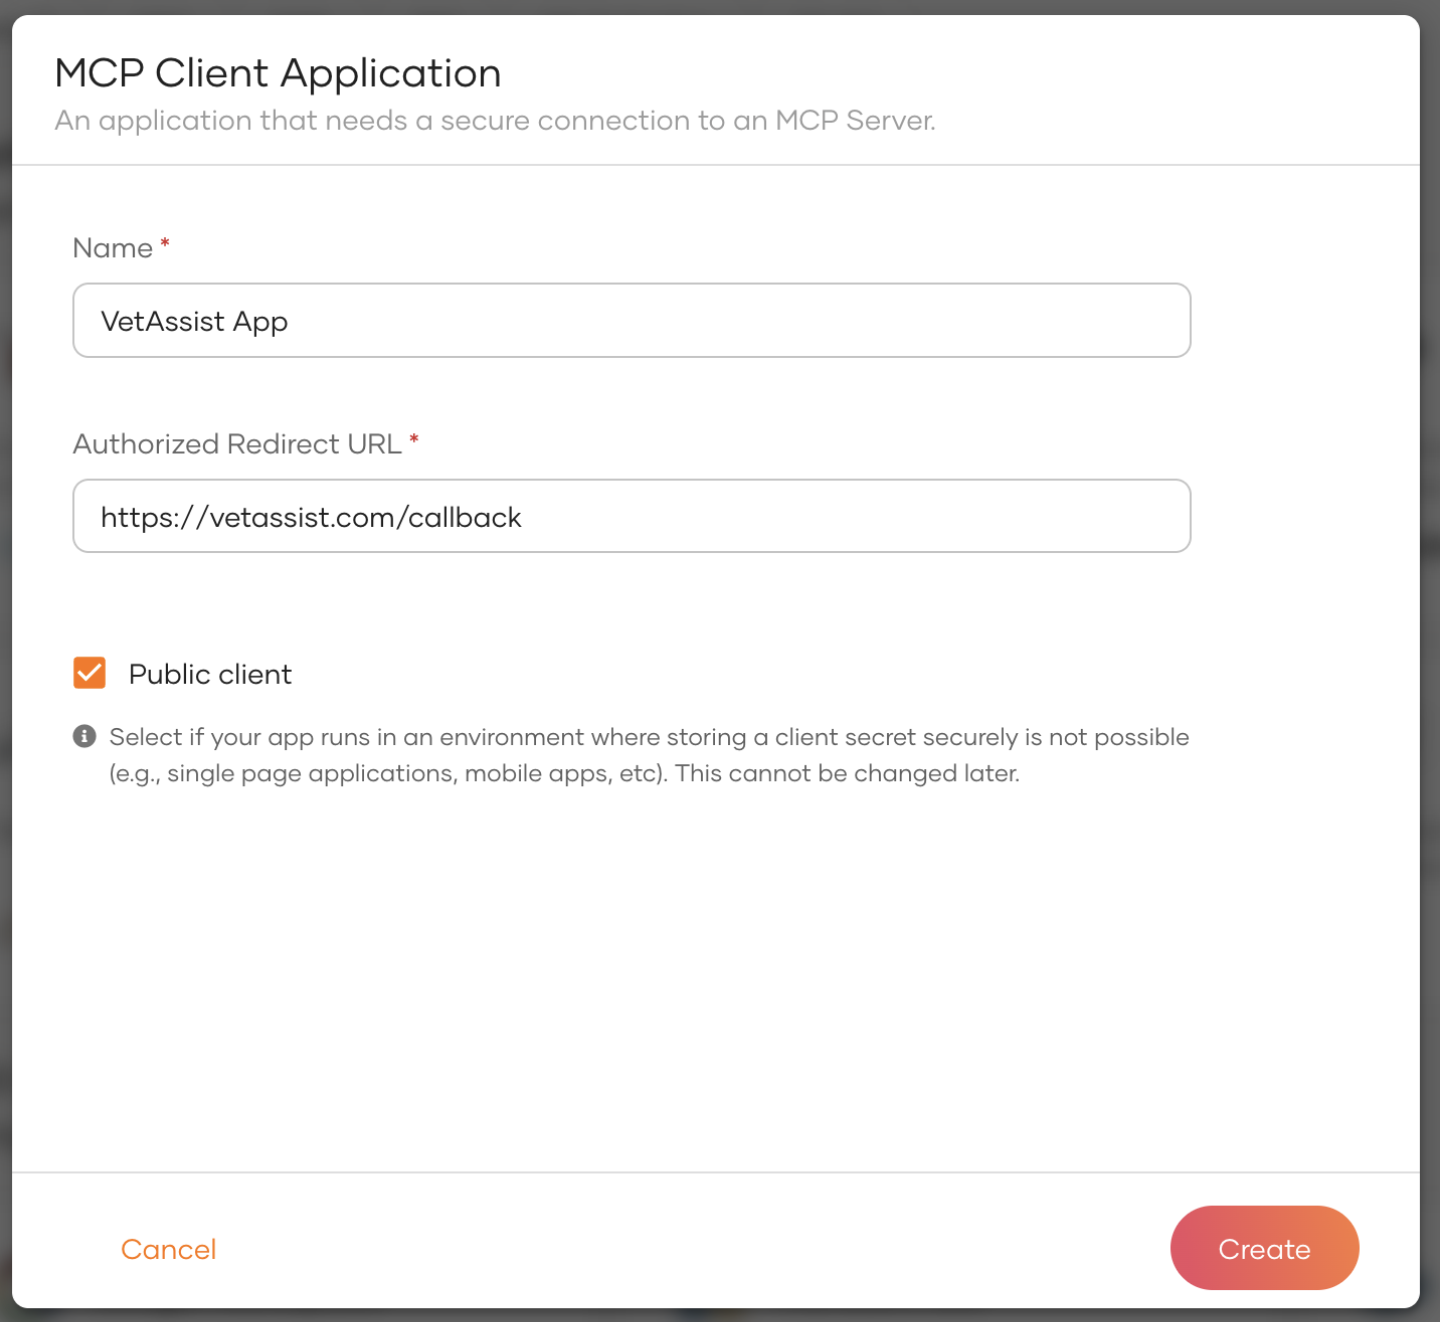 MCP Client Application
An application that needs a secure connection to an MCP Server.
Name *
VetAssist App
Authorized Redirect URL *
https://vetassist.com/callback
Public client
Select if your app runs in an environment where storing a client secret securely is not possible
(e.g., single page applications, mobile apps, etc). This cannot be changed later.
Cancel
Create